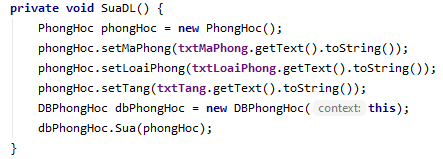 private void SuaDL() {
PhongHoc phongHoc = new PhongHoc();
phongHoc.setMaPhong(txtMaPhong.getText().toString());
phongHoc.setLoaiPhong(txtLoaiPhong.getText().toString());
phongHoc.setTang(txtTang.getText().toString());
DBPhongHoc dbPhongHoc = new DBPhongHoc( context: this);
dbPhongHoc.Sua(phongHoc);
}